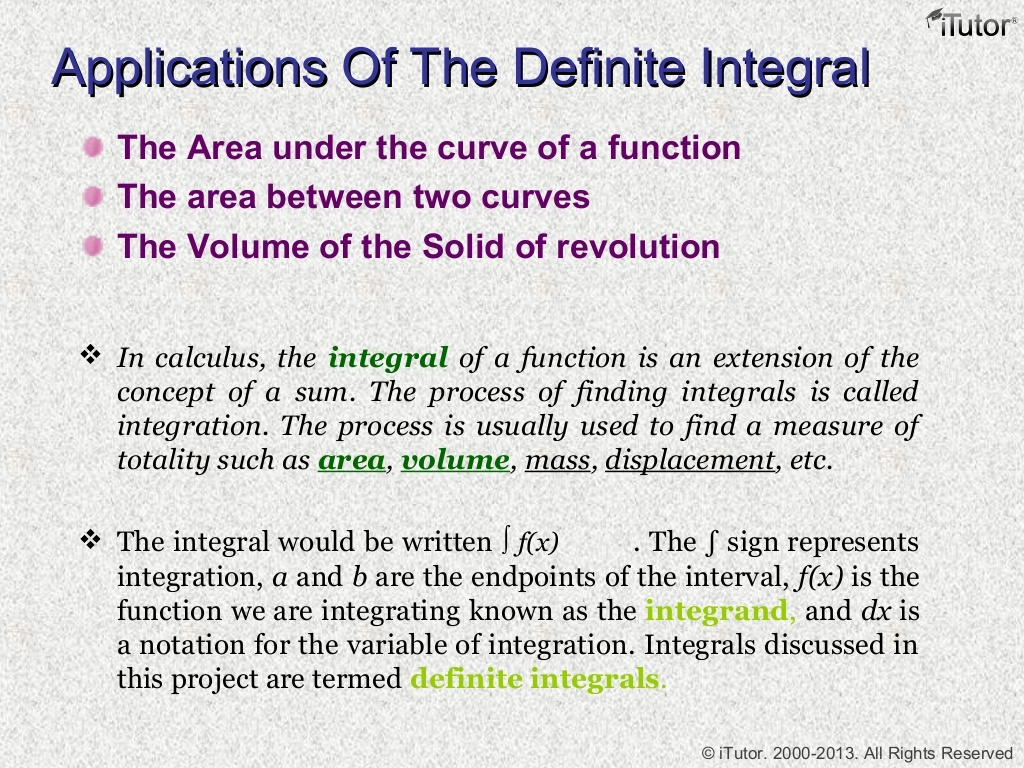 iTutor®
Applications Of The Definite Integral
The Area under the curve of a function
The area between two curves
The Volume of the Solid of revolution
In calculus, the integral of a function is an extension of the
concept of a sum. The process of finding integrals is called
integration. The process is usually used to find a measure of
totality such as area, volume, mass, displacement, etc.
The integral would be written ∫ f(x) . The ∫ sign represents
integration, a and b are the endpoints of the interval, f(x) is the
function we are integrating known as the integrand, and dx is
a notation for the variable of integration. Integrals discussed in
this project are termed definite integrals.
© iTutor. 2000-2013. All Rights Reserved